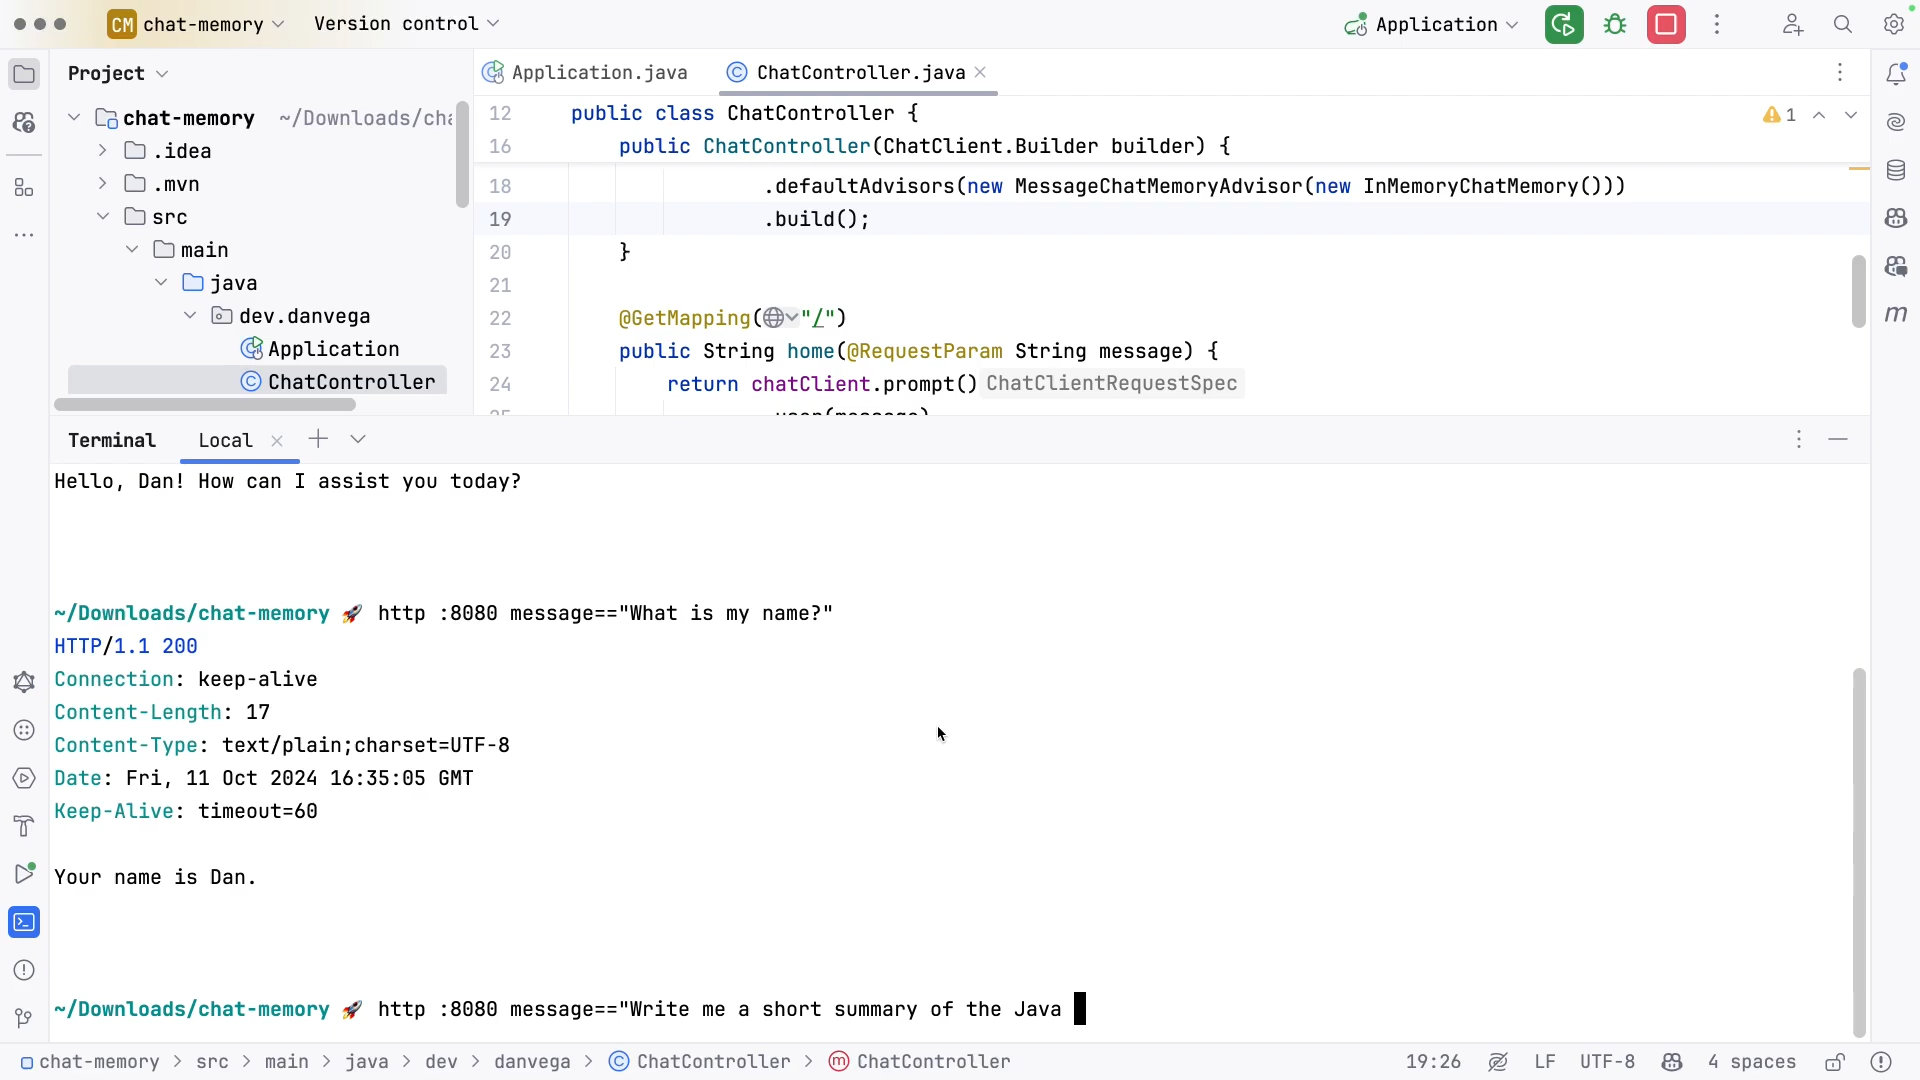 CM chat-memory
Version control
Application
Project
Application.java
ChatController.java
chat-memory ~/Downloads/cha
.idea
.mvn
src
main
java
dev.danvega
Application
ChatController
1
12 public class ChatController {
16 public ChatController(ChatClient.Builder builder) {
18 .defaultAdvisors(new MessageChatMemoryAdvisor(new InMemoryChatMemory()))
19 .build();
20 }
21
22 @GetMapping("/")
23 public String home(@RequestParam String message) {
24 return chatClient.prompt() ChatClientRequestSpec
25 .user(message)
Terminal Local
Hello, Dan! How can I assist you today?
~/Downloads/chat-memory 🚀 http :8080 message=="What is my name?"
HTTP/1.1 200
Connection: keep-alive
Content-Length: 17
Content-Type: text/plain;charset=UTF-8
Date: Fri, 11 Oct 2024 16:35:05 GMT
Keep-Alive: timeout=60
Your name is Dan.
~/Downloads/chat-memory 🚀 http :8080 message=="Write me a short summary of the Java
chat-memory > src > main > java > dev > danvega > ChatController > ChatController
19:26 LF UTF-8 4 spaces